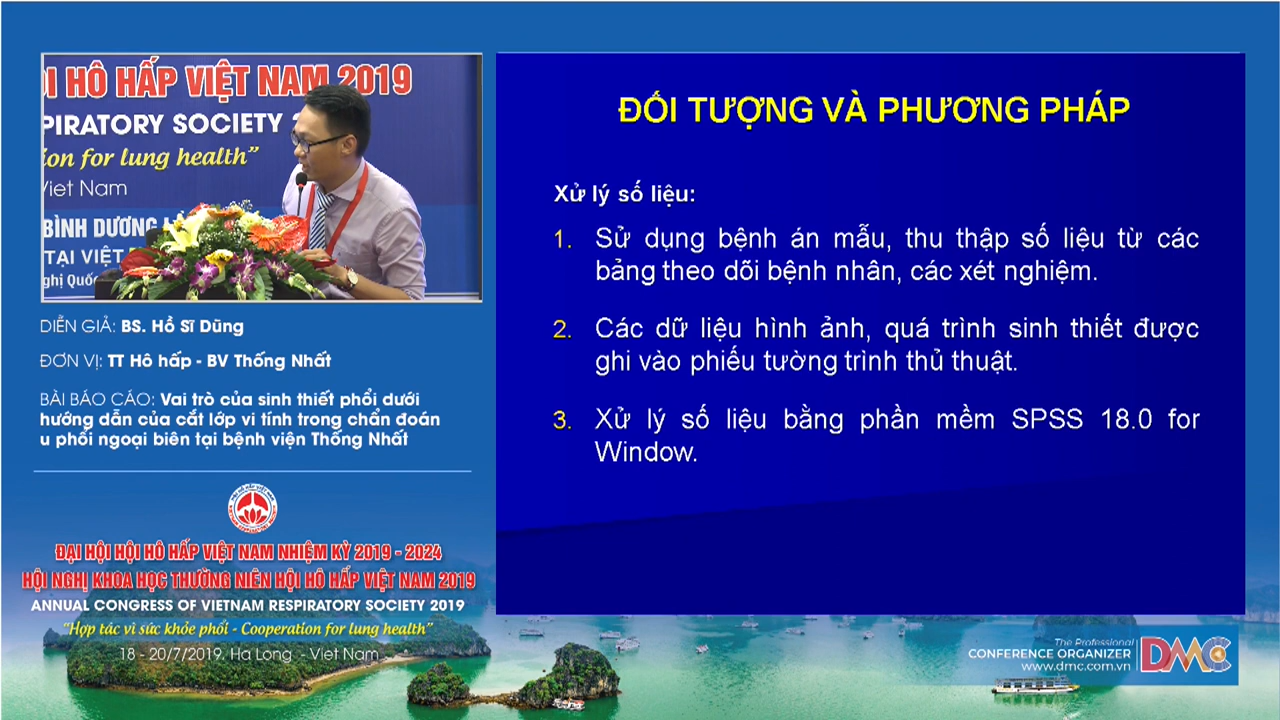 ỘI HÔ HẤP VIỆT NAM 2019
PIRATORY SOCIETY 2
ion for lung health”
Viet Nam
BÌNH DƯƠNG
TẠI VIỆT
nghị Quốc
DIỄN GIẢ: BS. Hồ Sĩ Dũng
ĐƠN VỊ: TT Hô hấp - BV Thống Nhất
BÀI BÁO CÁO: Vai trò của sinh thiết phổi dưới
hướng dẫn của cắt lớp vi tính trong chẩn đoán
u phổi ngoại biên tại bệnh viện Thống Nhất
ĐẠI HỘI HỘI HÔ HẤP VIỆT NAM NHIỆM KỲ 2019 - 2024
HỘI NGHỊ KHOA HỌC THƯỜNG NIÊN HỘI HÔ HẤP VIỆT NAM 2019
ANNUAL CONGRESS OF VIETNAM RESPIRATORY SOCIETY 2019
“Hợp tác vì sức khỏe phổi - Cooperation for lung health”
18 - 20/7/2019. Ha Long - Viet Nam
ĐỐI TƯỢNG VÀ PHƯƠNG PHÁP
Xử lý số liệu:
1. Sử dụng bệnh án mẫu, thu thập số liệu từ các
bảng theo dõi bệnh nhân, các xét nghiệm.
2. Các dữ liệu hình ảnh, quá trình sinh thiết được
ghi vào phiếu tường trình thủ thuật.
3. Xử lý số liệu bằng phần mềm SPSS 18.0 for
Window.
The Professional
CONFERENCE ORGANIZER
www.dmc.com.vn
DMC